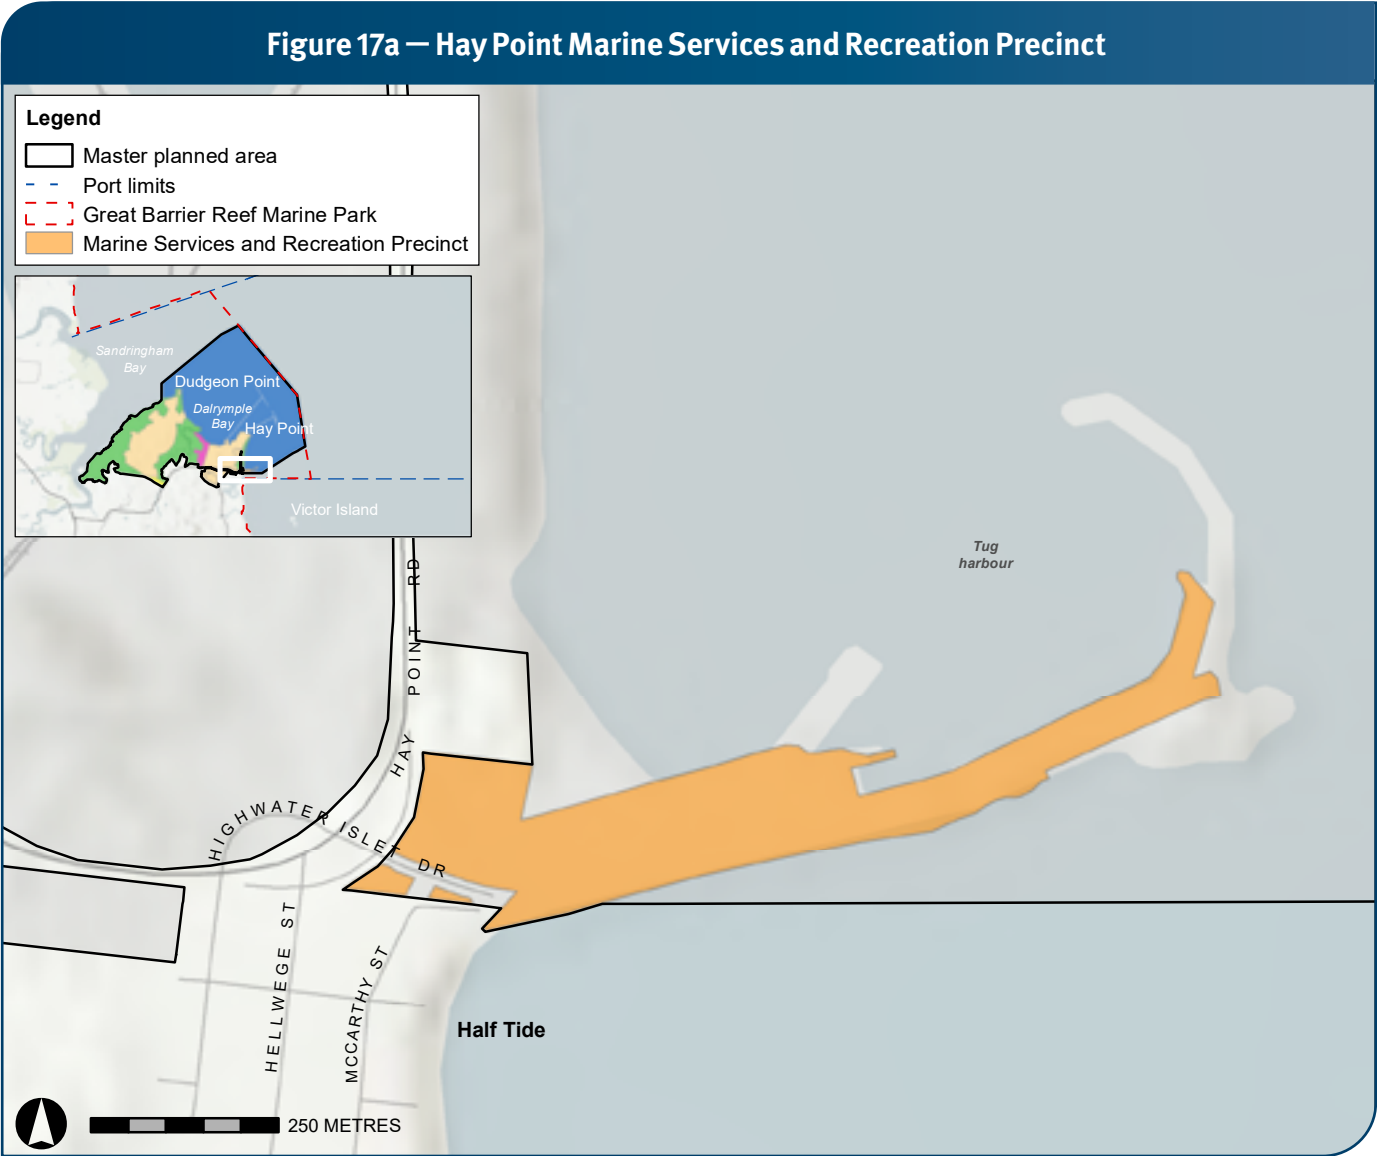 Figure 17a — Hay Point Marine Services and Recreation Precinct
Legend
Master planned area
Port limits
Great Barrier Reef Marine Park
Marine Services and Recreation Precinct
Sandringham
Bay
Dudgeon Point
Dalrymple
Bay
Hay Point
Victor Island
Tug
harbour
HAY POINT RD
HIGHWATER ISLET DR
HELLWEGE ST
MCCARTHY ST
Half Tide
250 METRES